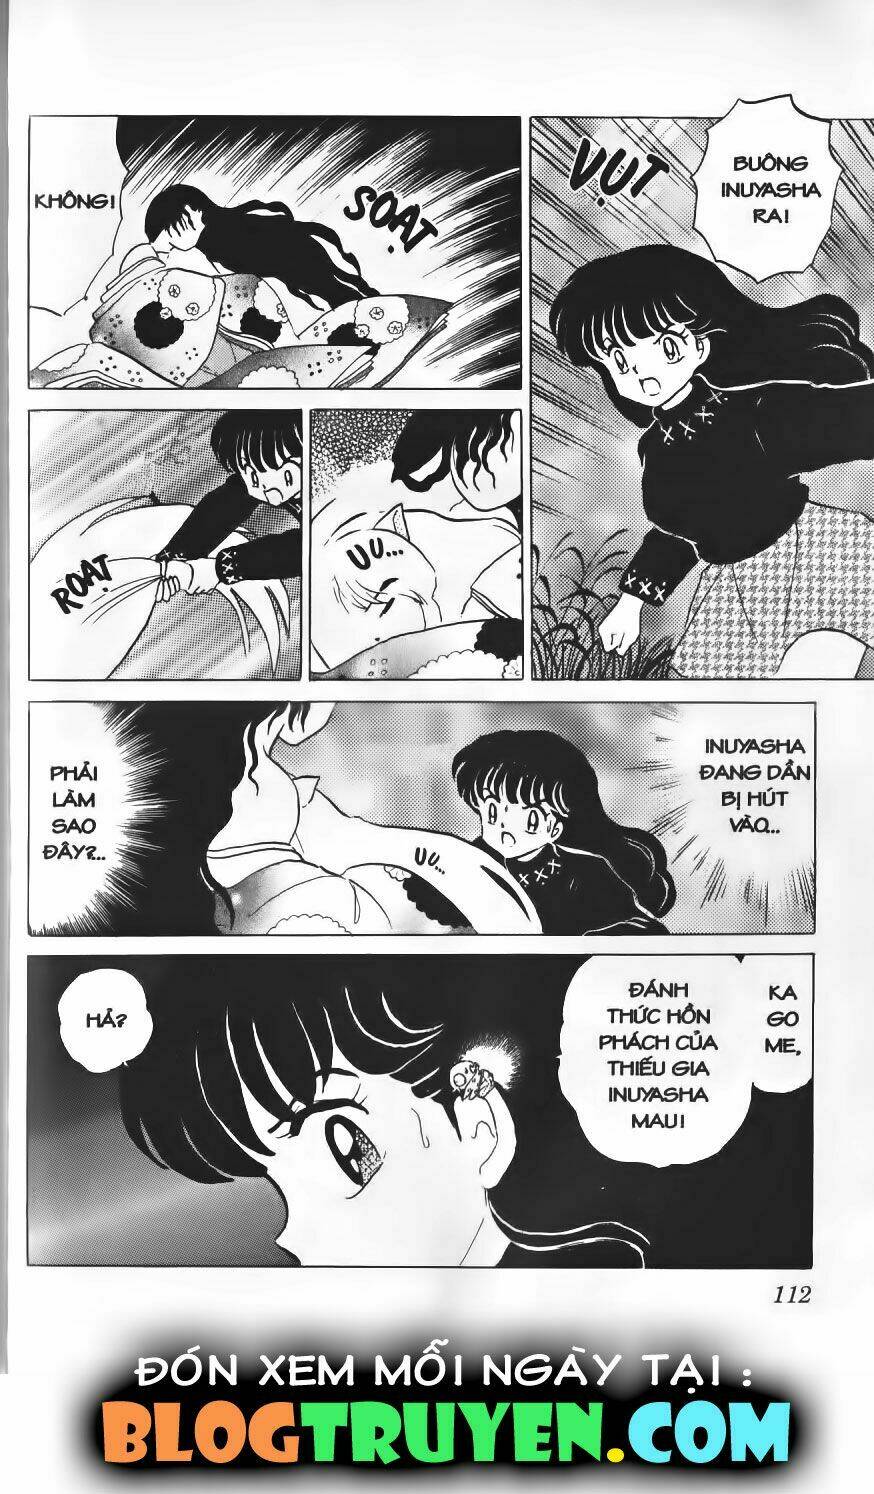 BUÔNG
INUYASHA
RA!
VỤT
KHÔNG!
SOẠT
UU...
ROẠT
INUYASHA
ĐANG DẦN
BỊ HÚT
VÀO...
UU...
PHẢI
LÀM
SAO
ĐÂY?...
KA
GO
ME,
ĐÁNH
THỨC HỒN
PHÁCH CỦA
THIẾU GIA
INUYASHA
MAU!
HẢ?
112
ĐÓN XEM MỖI NGÀY TẠI :
BLOGTRUYEN.COM